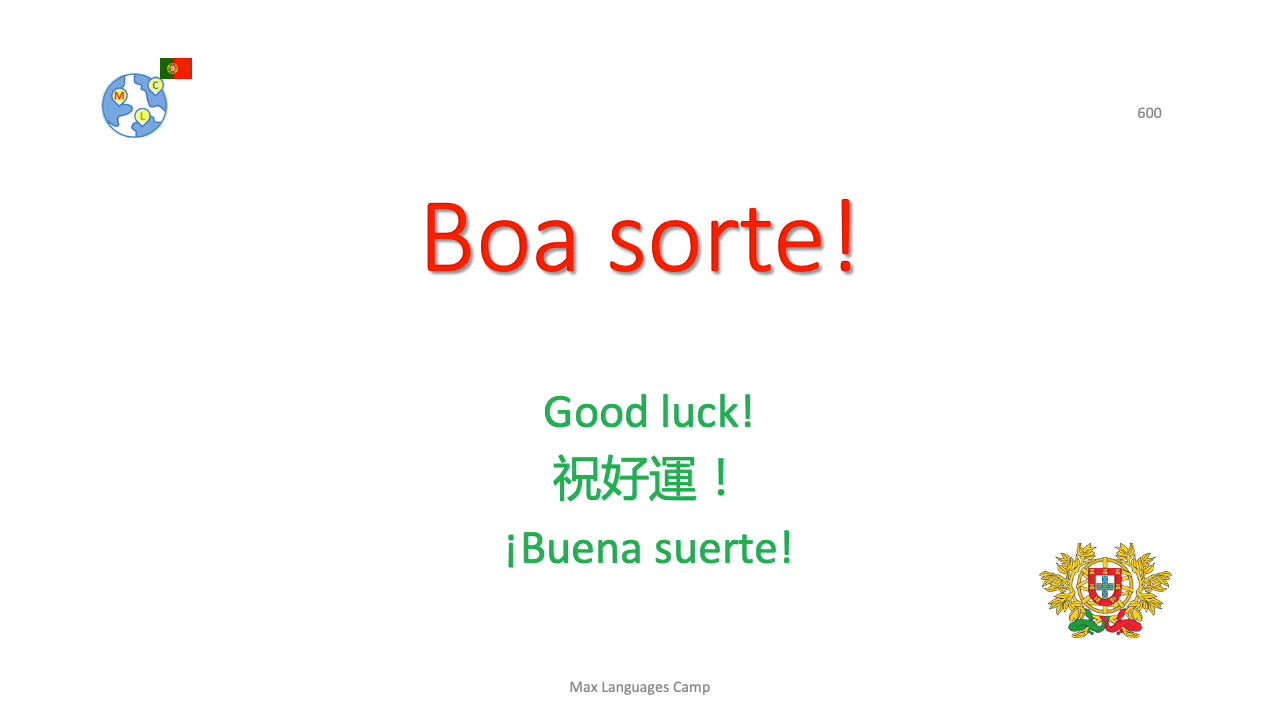 M C L
600
Boa sorte!
Good luck!
祝好運！
¡Buena suerte!
Max Languages Camp